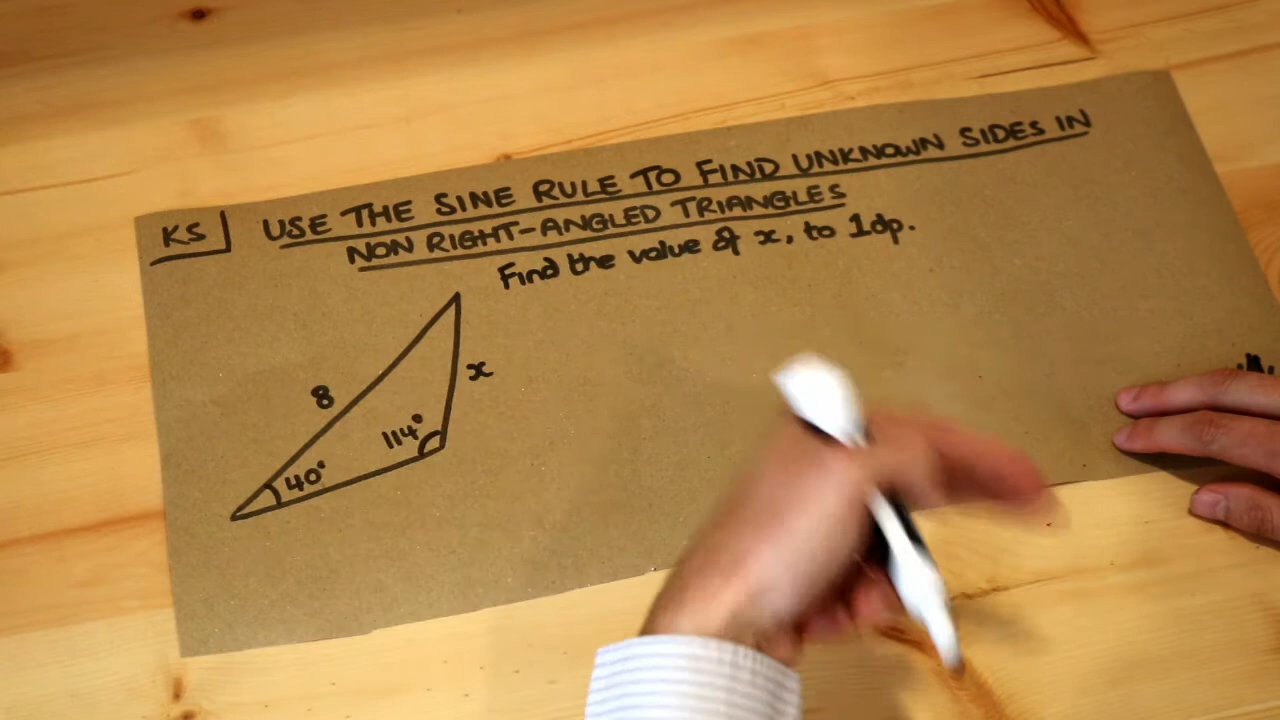 KS
USE THE SINE RULE TO FIND UNKNOWN SIDES IN
NON RIGHT-ANGLED TRIANGLES
Find the value of x, to 1dp.
8
x
114°
40°